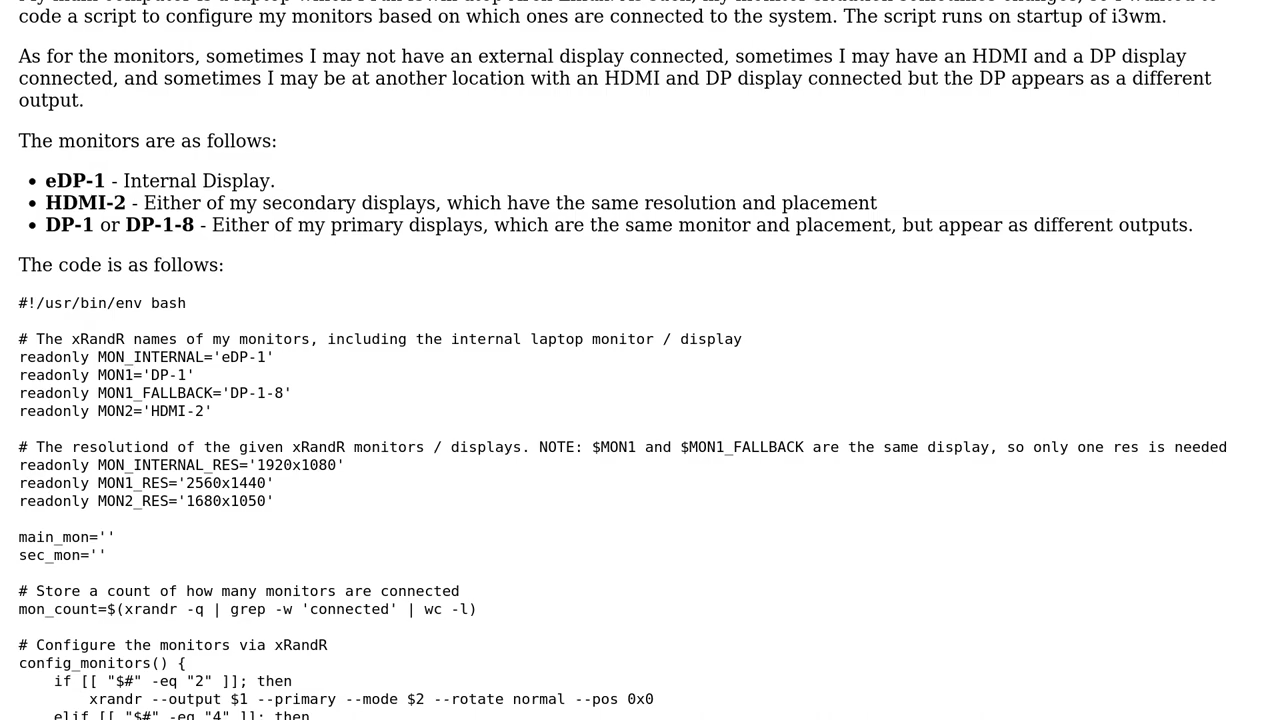 code a script to configure my monitors based on which ones are connected to the system. The script runs on startup of i3wm.
As for the monitors, sometimes I may not have an external display connected, sometimes I may have an HDMI and a DP display
connected, and sometimes I may be at another location with an HDMI and DP display connected but the DP appears as a different
output.
The monitors are as follows:
• eDP-1 - Internal Display.
• HDMI-2 - Either of my secondary displays, which have the same resolution and placement
• DP-1 or DP-1-8 - Either of my primary displays, which are the same monitor and placement, but appear as different outputs.
The code is as follows:
#!/usr/bin/env bash
# The xRandR names of my monitors, including the internal laptop monitor / display
readonly MON_INTERNAL='eDP-1'
readonly MON1='DP-1'
readonly MON1_FALLBACK='DP-1-8'
readonly MON2='HDMI-2'
# The resolutiond of the given xRandR monitors / displays. NOTE: $MON1 and $MON1_FALLBACK are the same display, so only one res is needed
readonly MON_INTERNAL_RES='1920x1080'
readonly MON1_RES='2560x1440'
readonly MON2_RES='1680x1050'
main_mon=''
sec_mon=''
# Store a count of how many monitors are connected
mon_count=$(xrandr -q | grep -w 'connected' | wc -l)
# Configure the monitors via xRandR
config_monitors() {
    if [[ "$#" -eq "2" ]]; then
        xrandr --output $1 --primary --mode $2 --rotate normal --pos 0x0
    elif [[ "$#" -eq "4" ]]; then